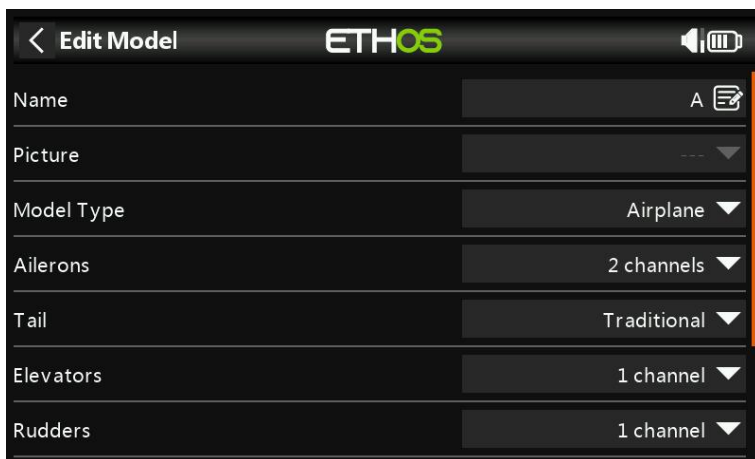 Edit Model ETHOS
Name A
Picture ---
Model Type Airplane
Ailerons 2 channels
Tail Traditional
Elevators 1 channel
Rudders 1 channel